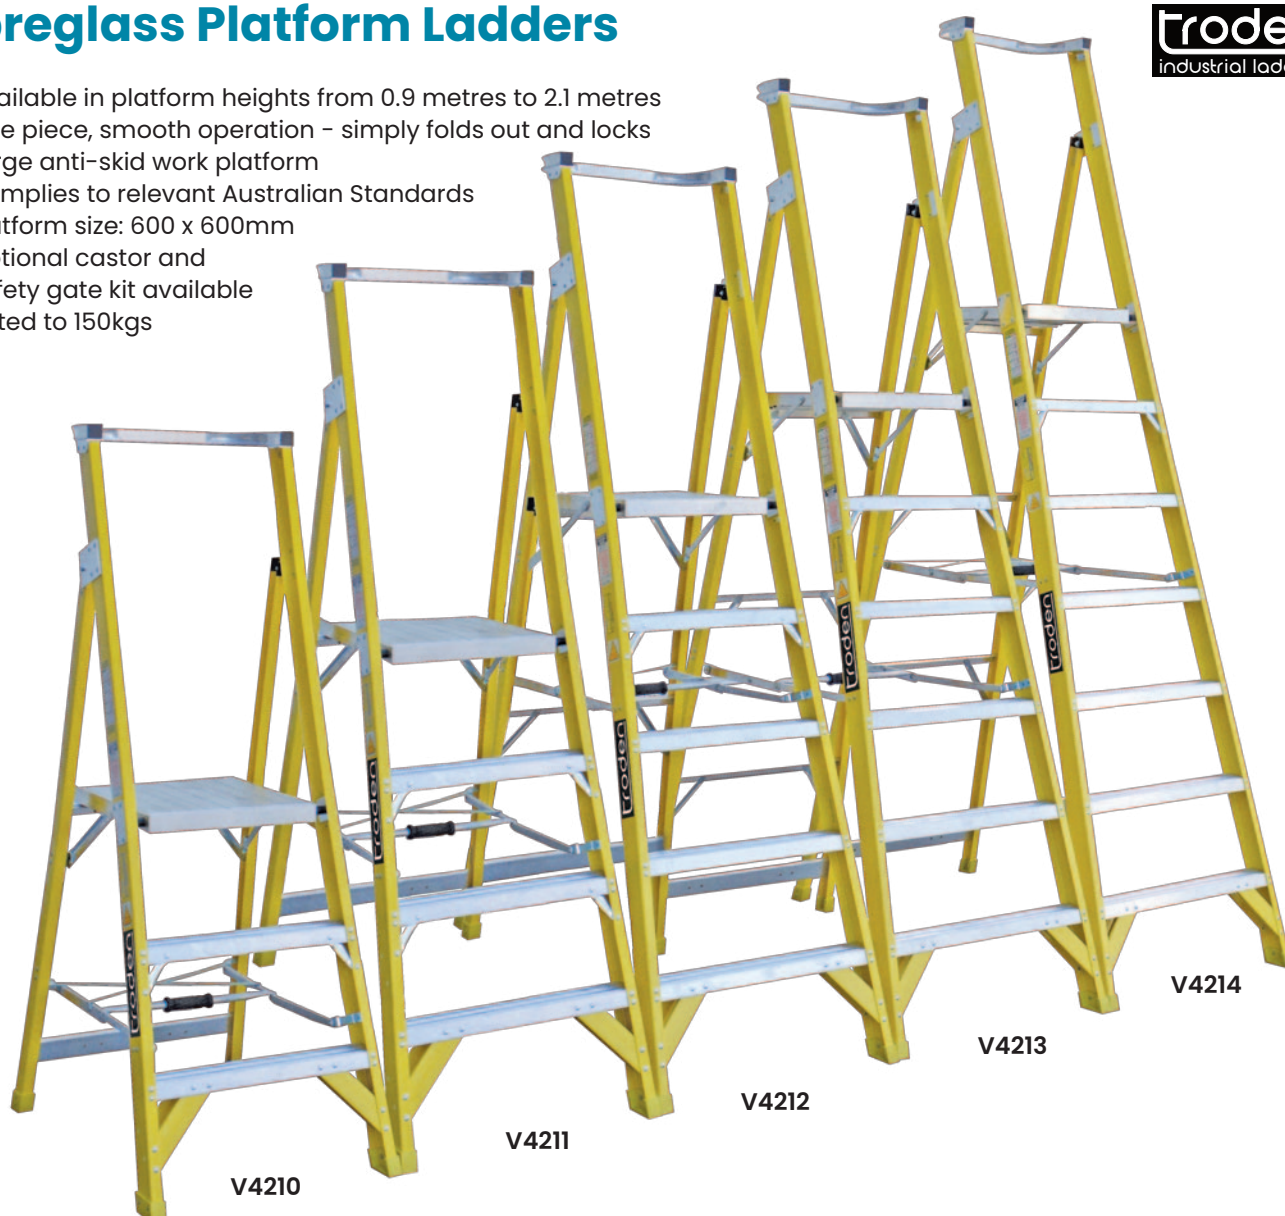 breglass Platform Ladders
trode
industrial lad
ailable in platform heights from 0.9 metres to 2.1 metres
e piece, smooth operation - simply folds out and locks
rge anti-skid work platform
mplies to relevant Australian Standards
tform size: 600 x 600mm
tional castor and
fety gate kit available
ted to 150kgs
troden
troden
troden
troden
troden
V4214
V4213
V4212
V4211
V4210